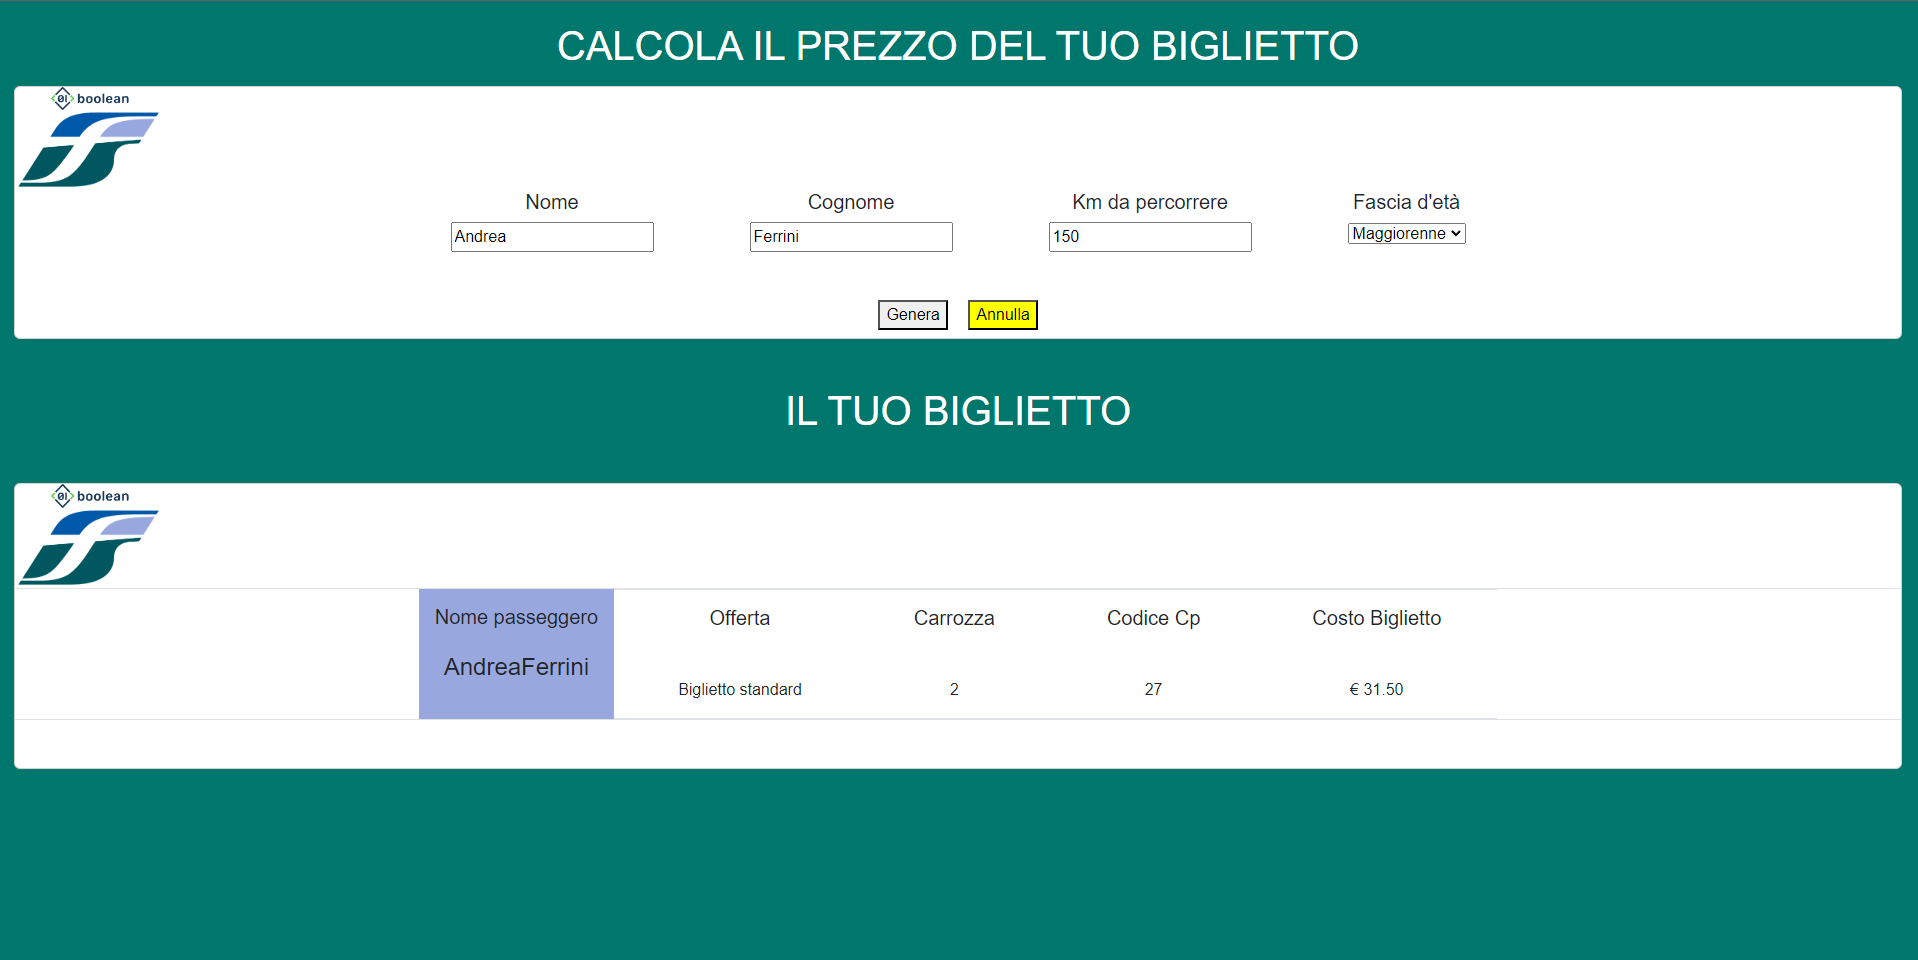 CALCOLA IL PREZZO DEL TUO BIGLIETTO
01 boolean
Nome Cognome Km da percorrere Fascia d'età
Andrea Ferrini 150 Maggiorenne
Genera Annulla
IL TUO BIGLIETTO
01 boolean
Nome passeggero Offerta Carrozza Codice Cp Costo Biglietto
AndreaFerrini
Biglietto standard 2 27 € 31.50